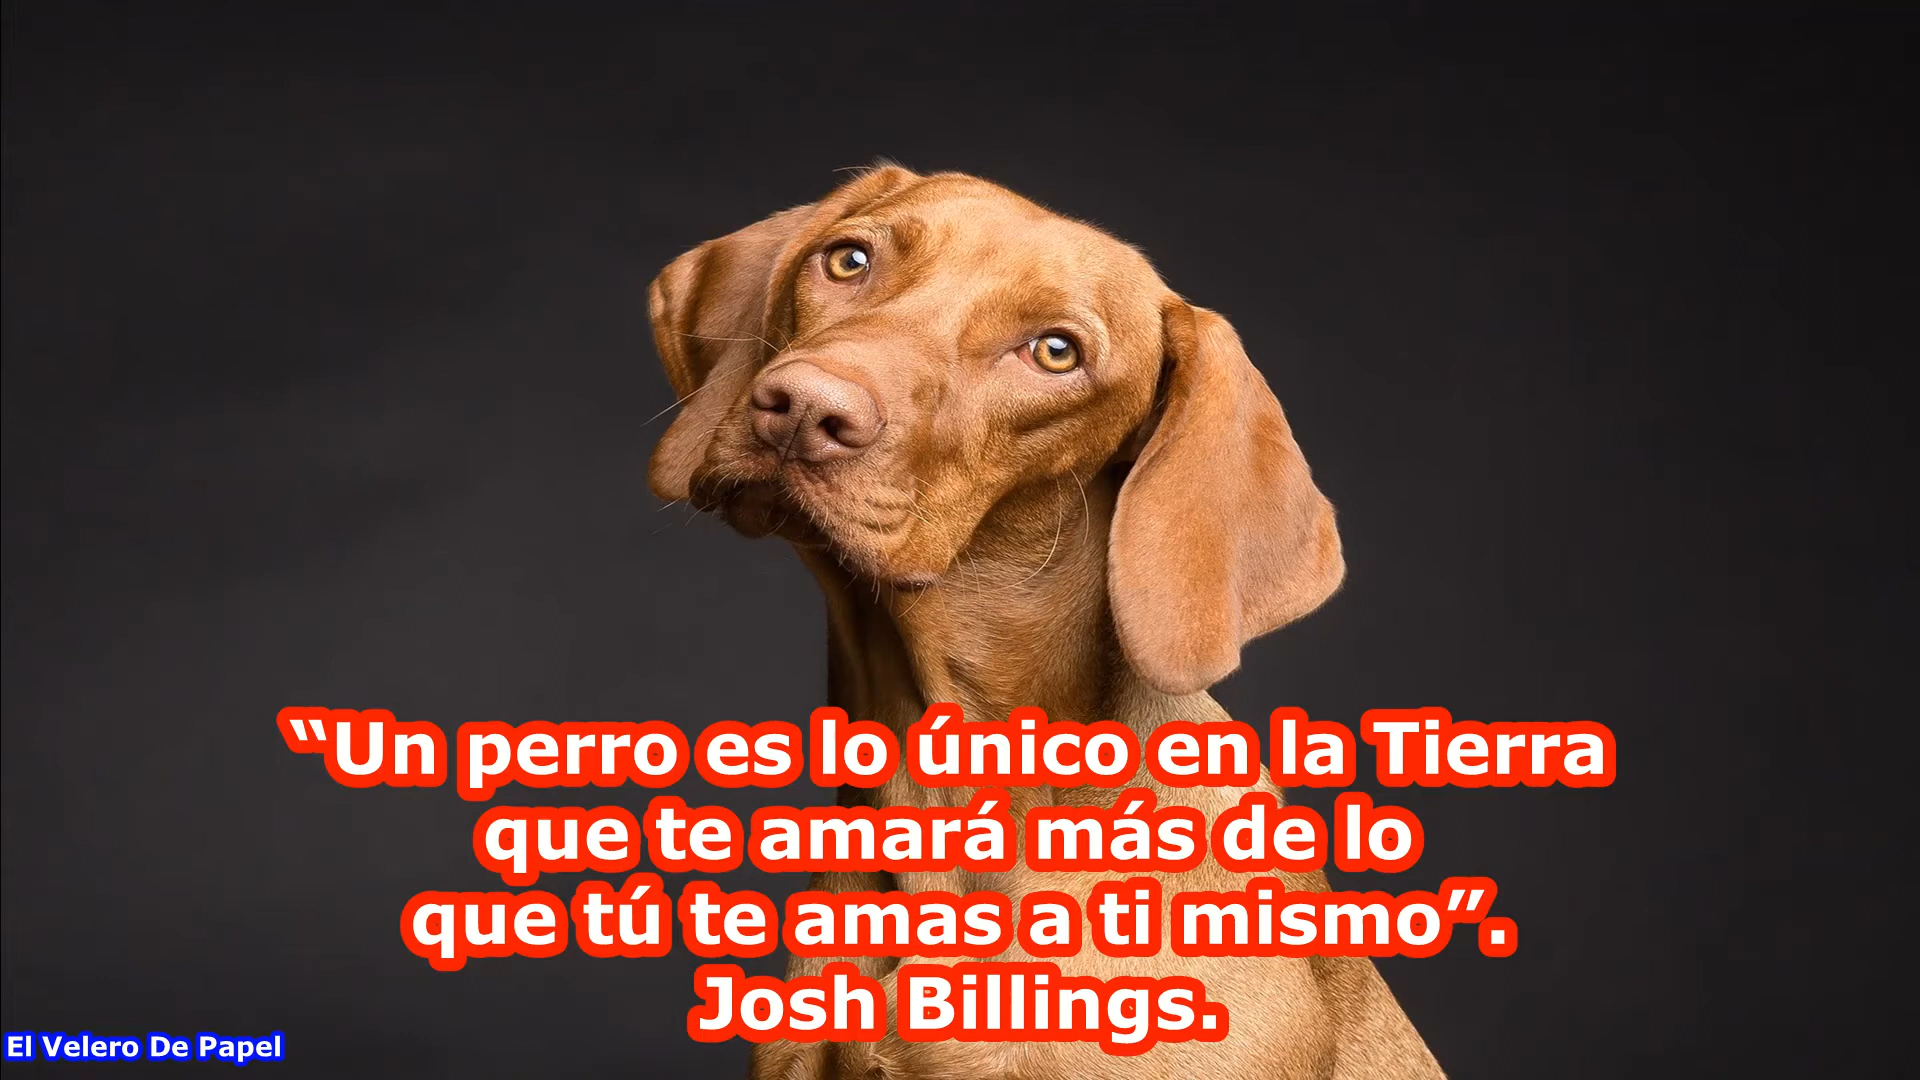 “Un perro es lo único en la Tierra
que te amará más de lo
que tú te amas a ti mismo”.
Josh Billings.
El Velero De Papel